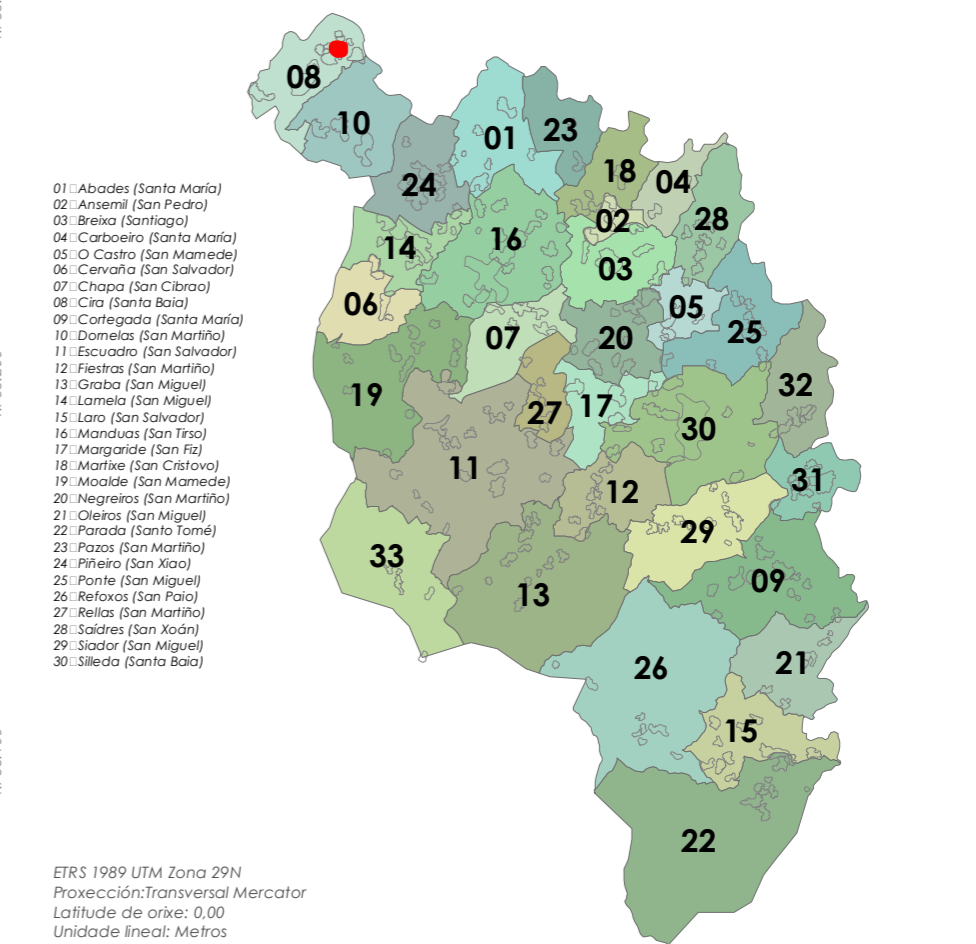 08
10
01
23
24
18
04
02
28
14
16
03
06
05
07
20
25
19
27
17
32
30
11
12
31
29
33
13
09
26
21
15
22
01 Abades (Santa María)
02 Ansemil (San Pedro)
03 Breixa (Santiago)
04 Carboeiro (Santa María)
05 O Castro (San Mamede)
06 Cervaña (San Salvador)
07 Chapa (San Cibrao)
08 Cira (Santa Baia)
09 Cortegada (Santa María)
10 Dornelas (San Martiño)
11 Escuadro (San Salvador)
12 Fiestras (San Martiño)
13 Graba (San Miguel)
14 Lamela (San Miguel)
15 Laro (San Salvador)
16 Manduas (San Tirso)
17 Margaride (San Fiz)
18 Martixe (San Cristovo)
19 Moalde (San Mamede)
20 Negreiros (San Martiño)
21 Oleiros (San Miguel)
22 Parada (Santo Tomé)
23 Pazos (San Martiño)
24 Piñeiro (San Xiao)
25 Ponte (San Miguel)
26 Refoxos (San Paio)
27 Rellas (San Martiño)
28 Saídres (San Xoán)
29 Siador (San Miguel)
30 Silleda (Santa Baia)
ETRS 1989 UTM Zona 29N
Proxección:Transversal Mercator
Latitude de orixe: 0,00
Unidade lineal: Metros